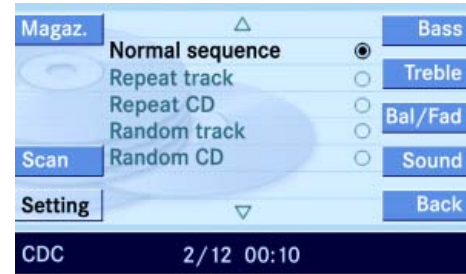 Magaz.
Bass
Normal sequence
Repeat track
Treble
Repeat CD
Bal/Fad
Random track
Scan
Random CD
Sound
Setting
Back
CDC 2/12 00:10